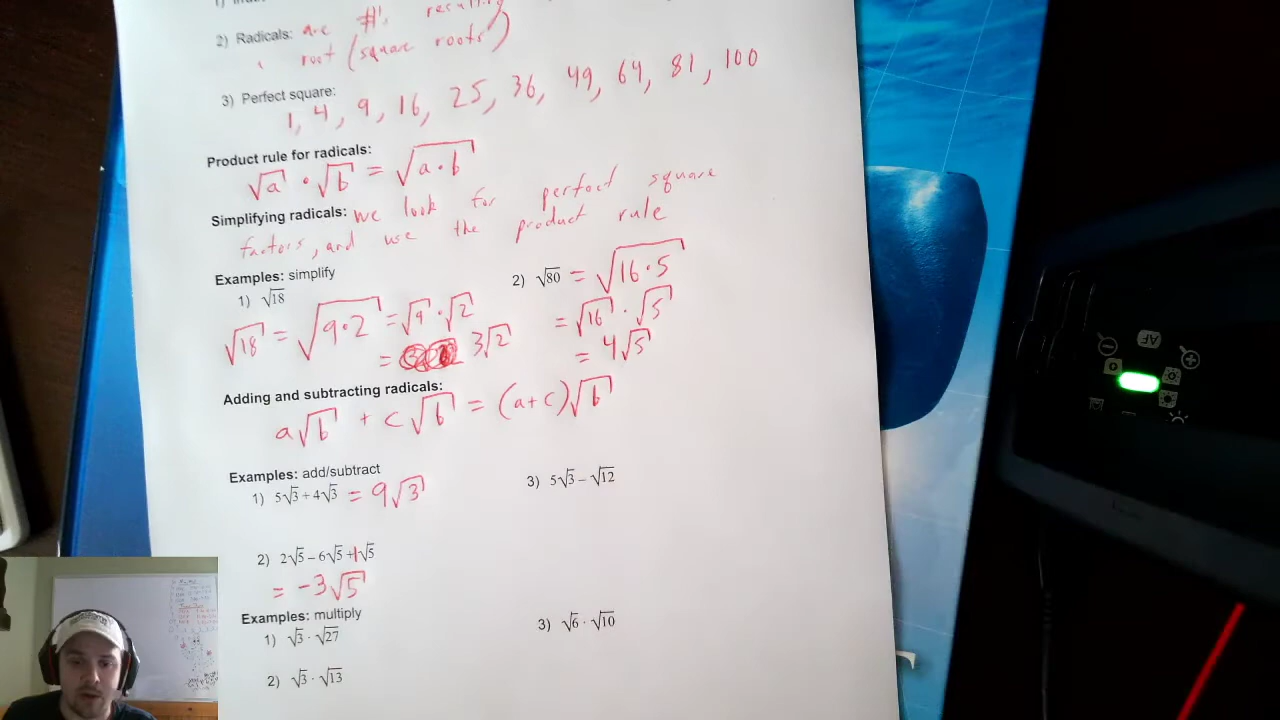 2) Radicals: are #'s
root (square roots)
3) Perfect square:
1, 4, 9, 16, 25, 36, 49, 64, 81, 100
Product rule for radicals:
√a · √b = √a·b
Simplifying radicals: we look for perfect square
factors, and use the product rule
Examples: simplify
1) √18
√18 = √9·2 = √9 · √2
= 3√2
2) √80 = √16·5
= √16 · √5
= 4√5
Adding and subtracting radicals:
a√b + c√b = (a+c)√b
Examples: add/subtract
1) 5√3 + 4√3 = 9√3
3) 5√3 − √12
2) 2√5 − 6√5 + 1√5
= -3√5
Examples: multiply
1) √3 · √27
3) √6 · √10
2) √3 · √13
AF